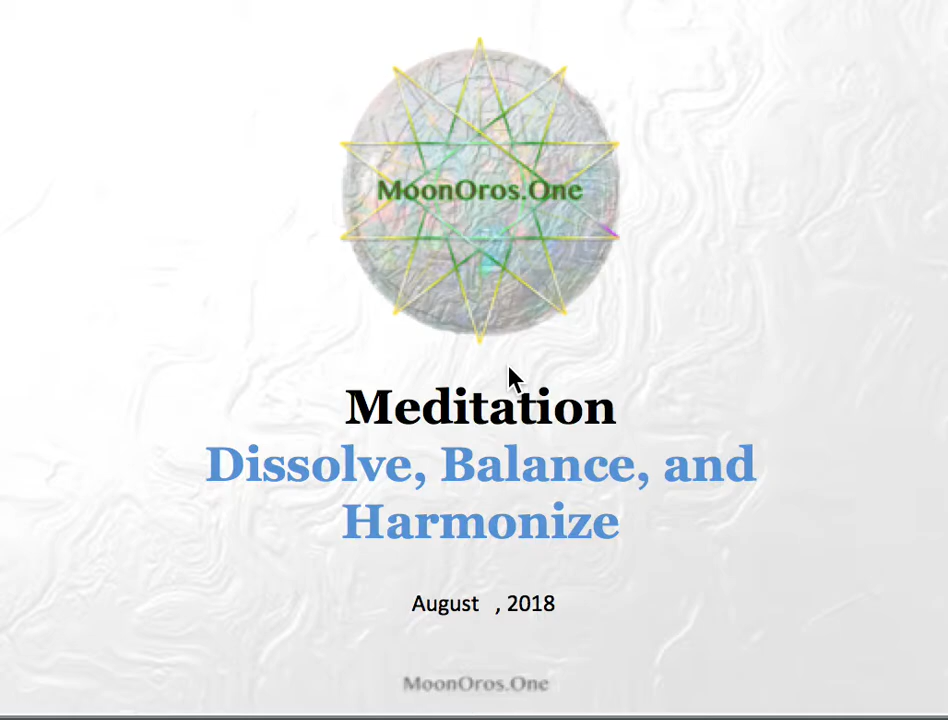 MoonOros.One
Meditation
Dissolve, Balance, and
Harmonize
August , 2018
MoonOros.One